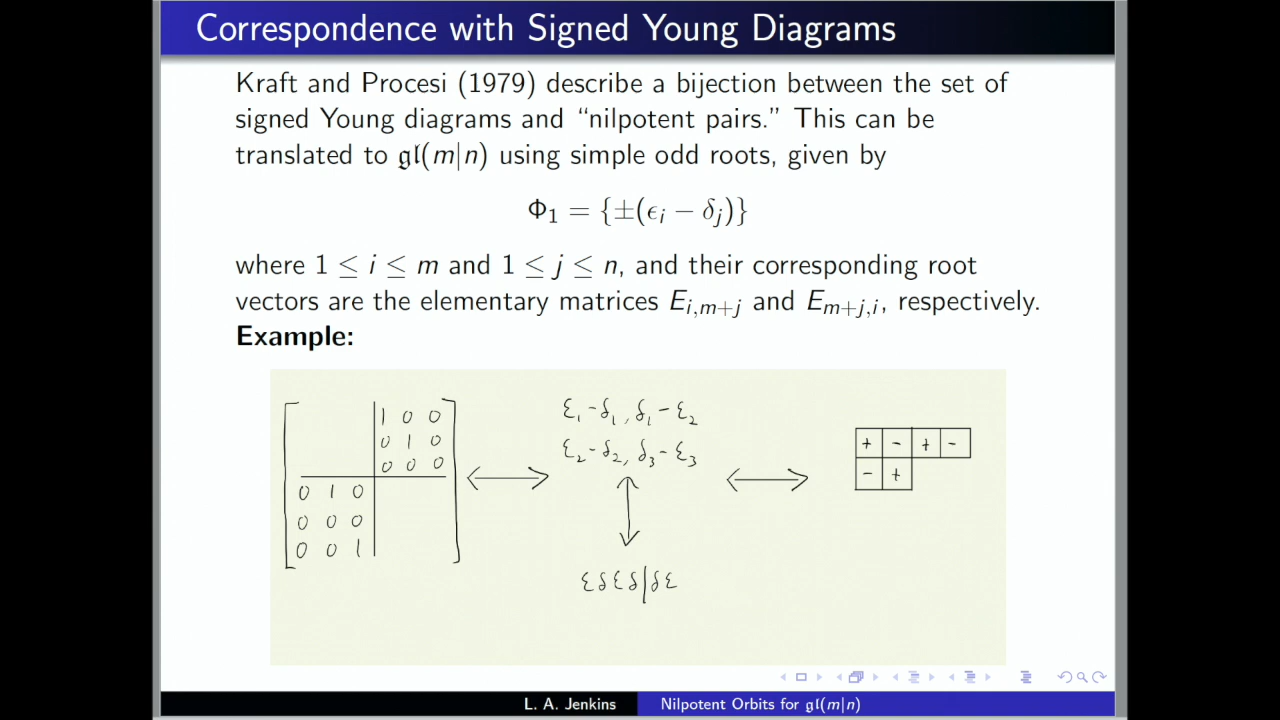 Correspondence with Signed Young Diagrams
Kraft and Procesi (1979) describe a bijection between the set of
signed Young diagrams and “nilpotent pairs.” This can be
translated to 𝔤𝔩(m|n) using simple odd roots, given by
Φ₁ = {±(ϵᵢ − δⱼ)}
where 1 ≤ i ≤ m and 1 ≤ j ≤ n, and their corresponding root
vectors are the elementary matrices E_{i,m+j} and E_{m+j,i}, respectively.
Example:
1 0 0
0 1 0
0 0 0
0 1 0
0 0 0
0 0 1
ε₁-δ₁, δ₁-ε₂
ε₂-δ₂, δ₃-ε₃
εδεδ|δε
+ - + -
- +
L. A. Jenkins
Nilpotent Orbits for 𝔤𝔩(m|n)